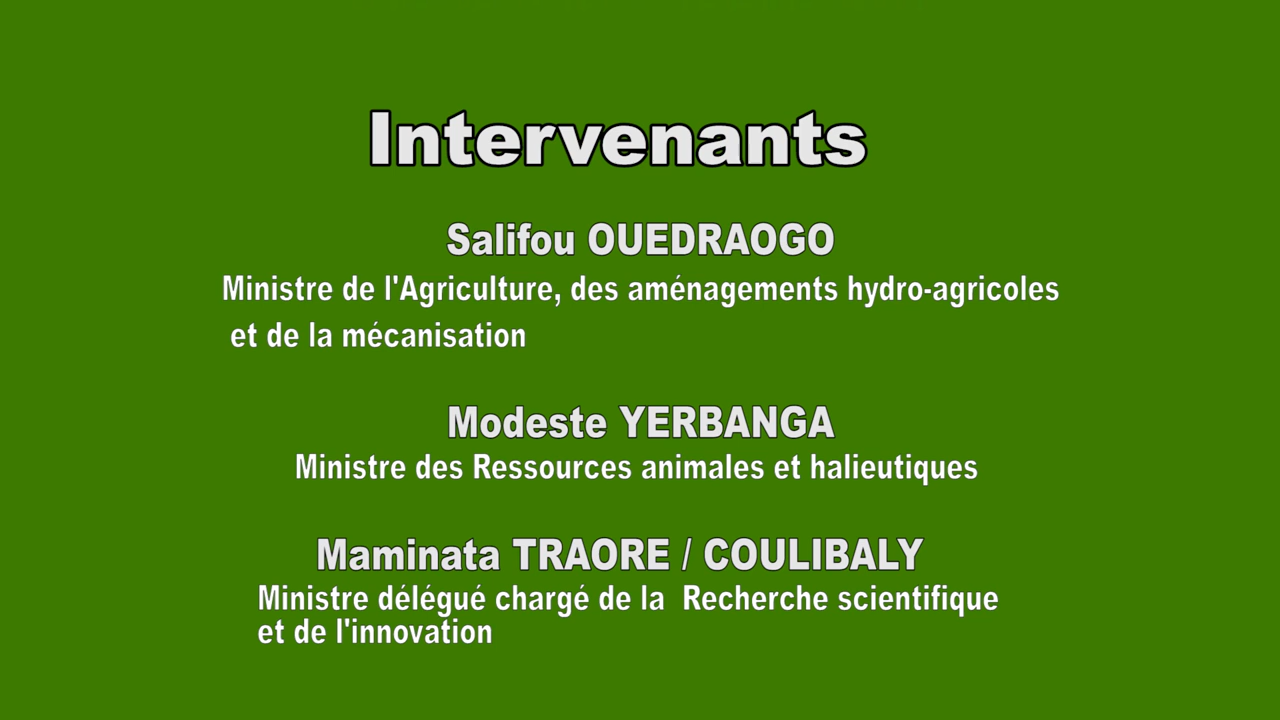 Intervenants
Salifou OUEDRAOGO
Ministre de l'Agriculture, des aménagements hydro-agricoles
et de la mécanisation
Modeste YERBANGA
Ministre des Ressources animales et halieutiques
Maminata TRAORE / COULIBALY
Ministre délégué chargé de la  Recherche scientifique
et de l'innovation